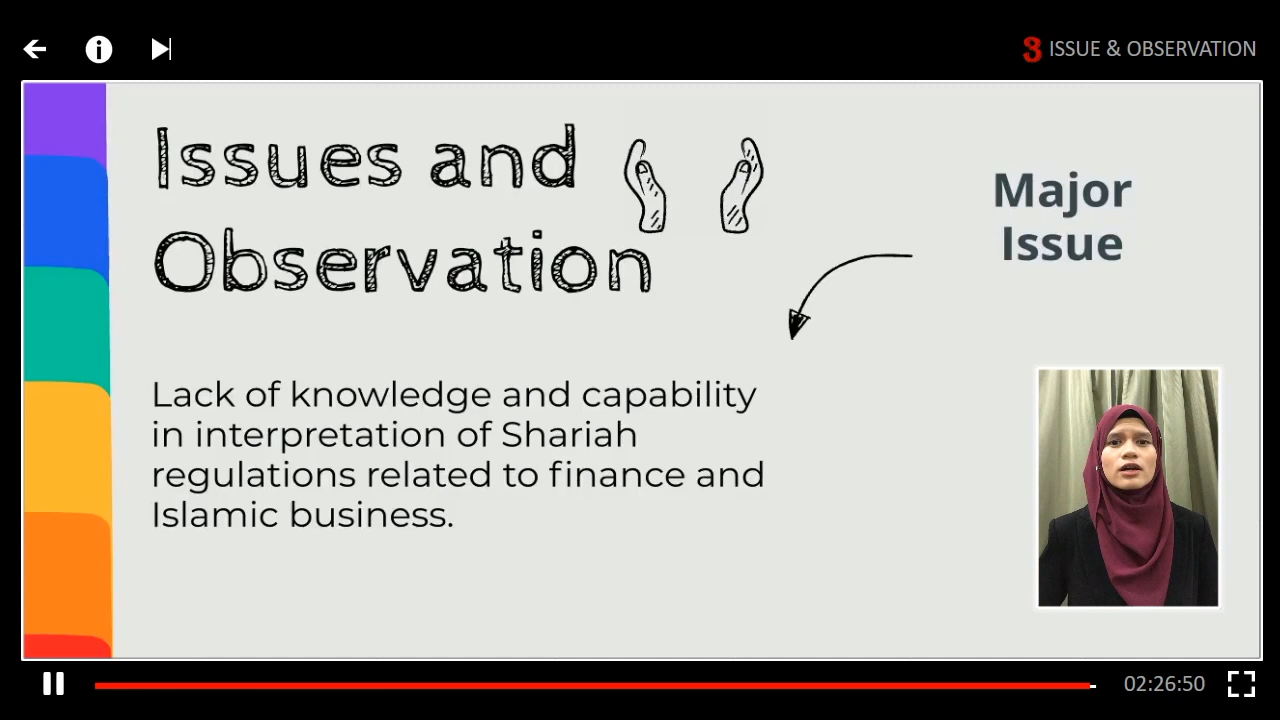 3 ISSUE & OBSERVATION
Issues and
Observation
Major
Issue
Lack of knowledge and capability
in interpretation of Shariah
regulations related to finance and
Islamic business.
02:26:50